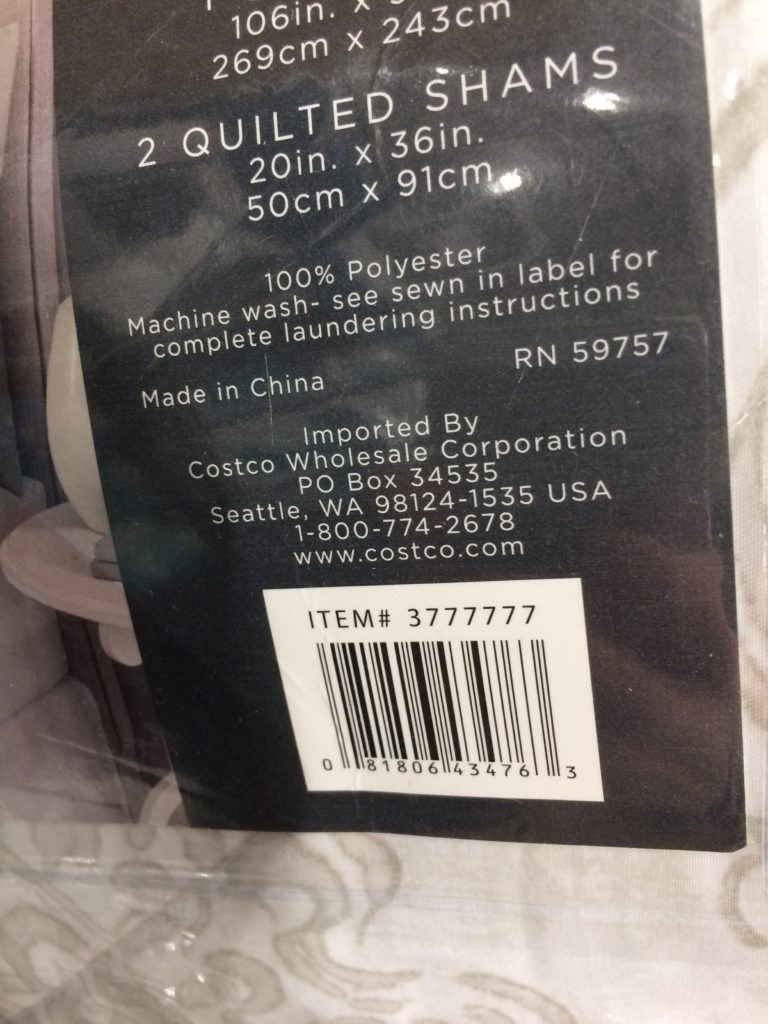 106in. x
269cm x 243cm
2 QUILTED SHAMS
20in. x 36in.
50cm x 91cm
100% Polyester
Machine wash- see sewn in label for
complete laundering instructions
RN 59757
Made in China
Imported By
Costco Wholesale Corporation
PO Box 34535
Seattle, WA 98124-1535 USA
1-800-774-2678
www.costco.com
ITEM# 3777777
0 81806 43476 3